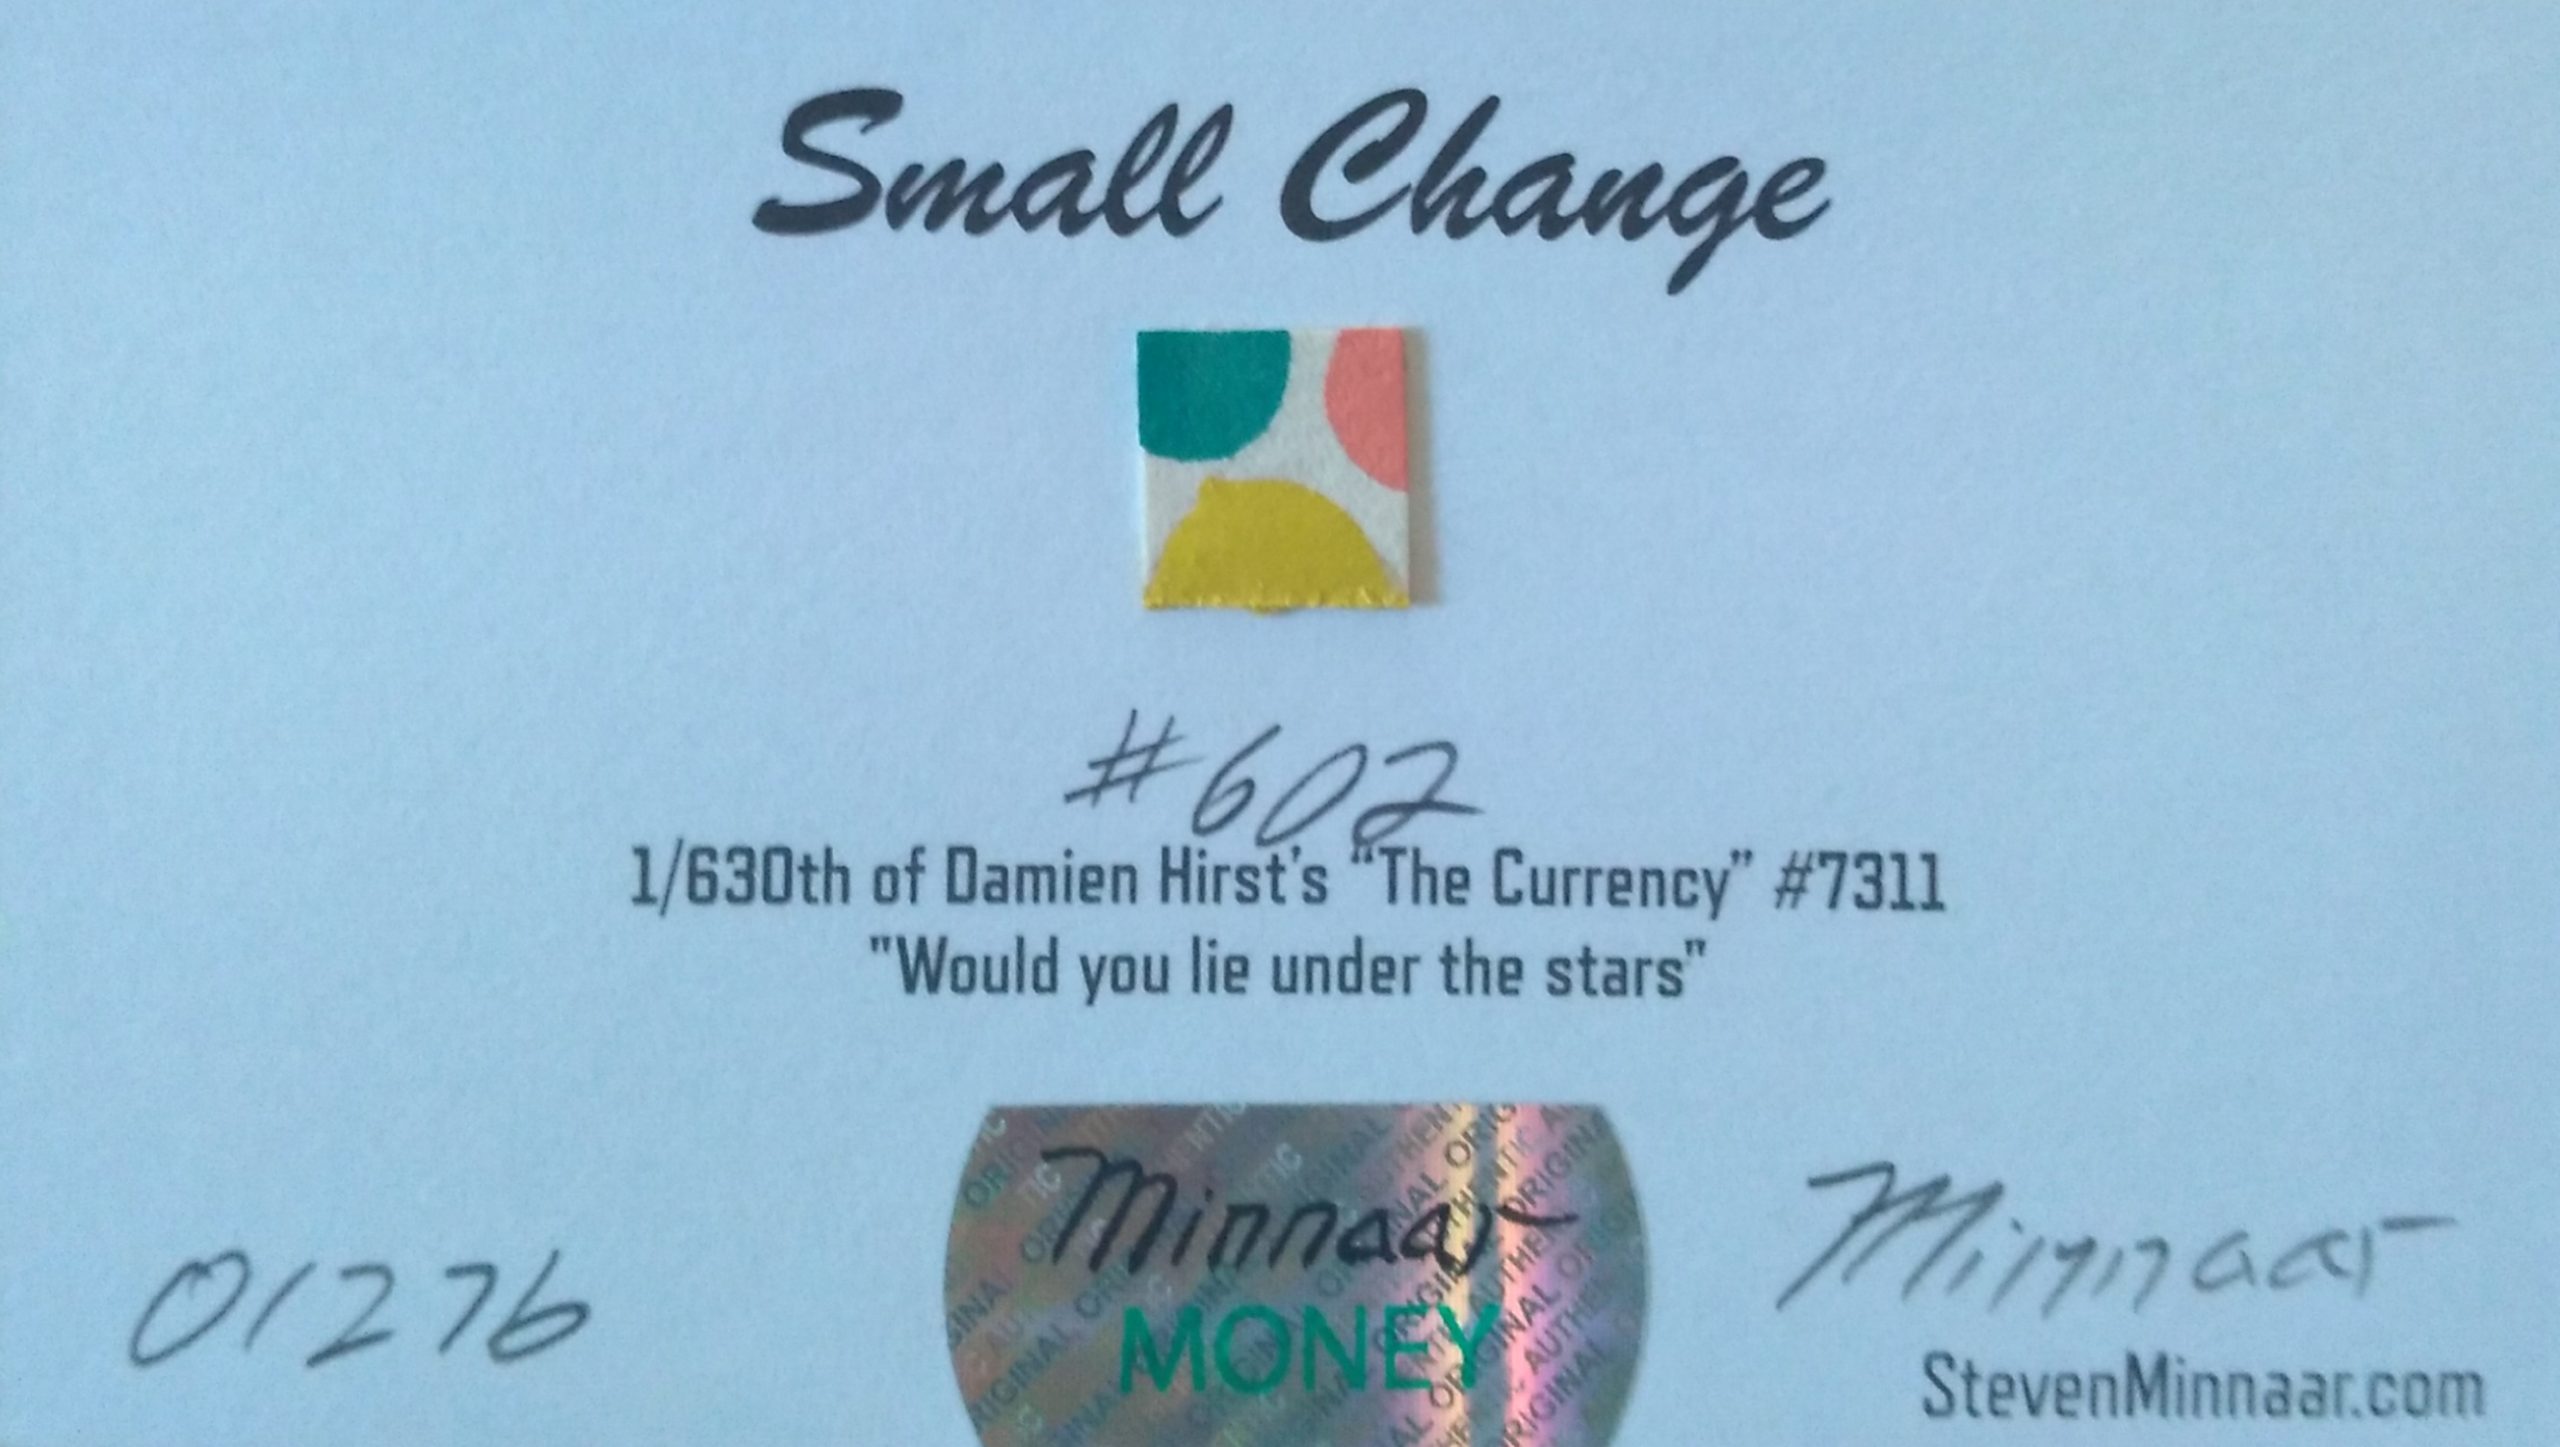 Small Change
#602
1/630th of Damien Hirst's “The Currency” #7311
"Would you lie under the stars"
01276
Minnaar
MONEY
Minnaar
StevenMinnaar.com